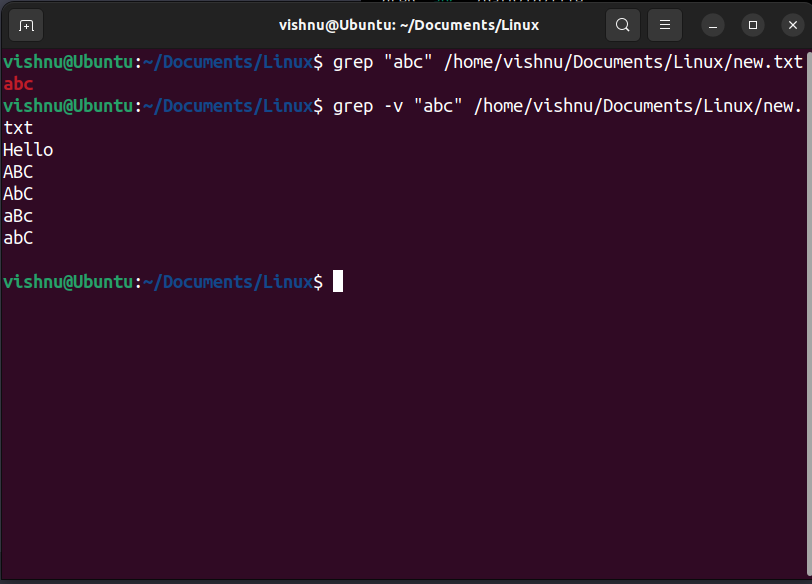 vishnu@Ubuntu: ~/Documents/Linux
vishnu@Ubuntu:~/Documents/Linux$ grep "abc" /home/vishnu/Documents/Linux/new.txt
abc
vishnu@Ubuntu:~/Documents/Linux$ grep -v "abc" /home/vishnu/Documents/Linux/new.
txt
Hello
ABC
AbC
aBc
abC
vishnu@Ubuntu:~/Documents/Linux$